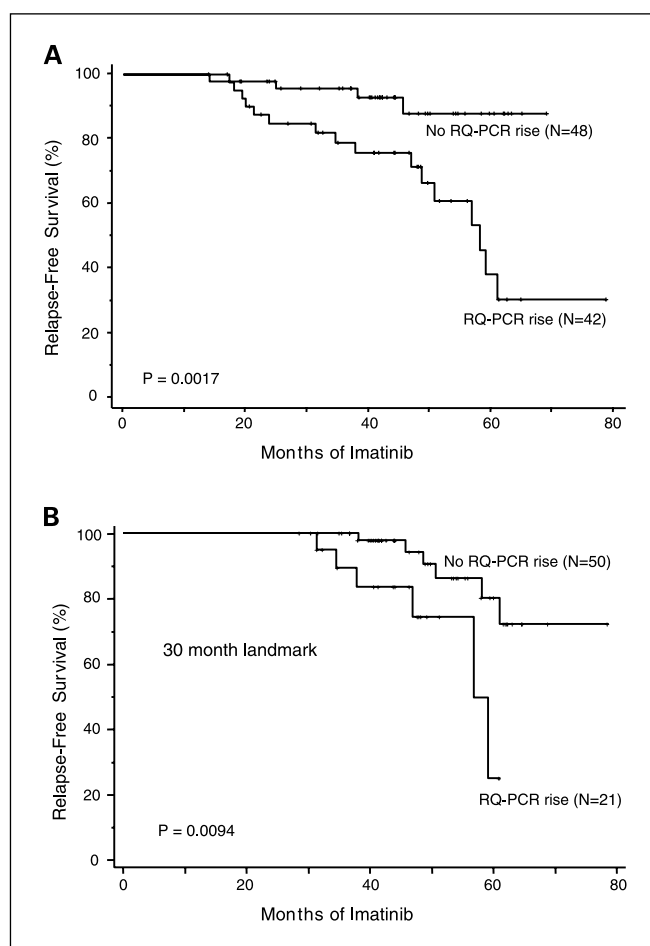 A
Relapse-Free Survival (%)
100
80
60
40
20
0
No RQ-PCR rise (N=48)
RQ-PCR rise (N=42)
P = 0.0017
0 20 40 60 80
Months of Imatinib
B
Relapse-Free Survival (%)
100
80
60
40
20
0
No RQ-PCR rise (N=50)
30 month landmark
RQ-PCR rise (N=21)
P = 0.0094
0 20 40 60 80
Months of Imatinib